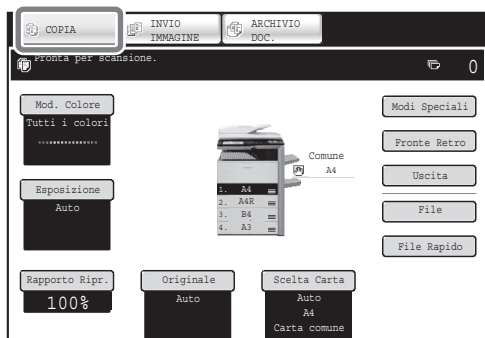 COPIA
INVIO
IMMAGINE
ARCHIVIO
DOC.
Pronta per scansione.
0
Mod. Colore
Tutti i colori
Esposizione
Auto
Rapporto Ripr.
100%
Originale
Auto
Scelta Carta
Auto
A4
Carta comune
1. A4
2. A4R
3. B4
4. A3
Comune
A4
Modi Speciali
Fronte Retro
Uscita
File
File Rapido